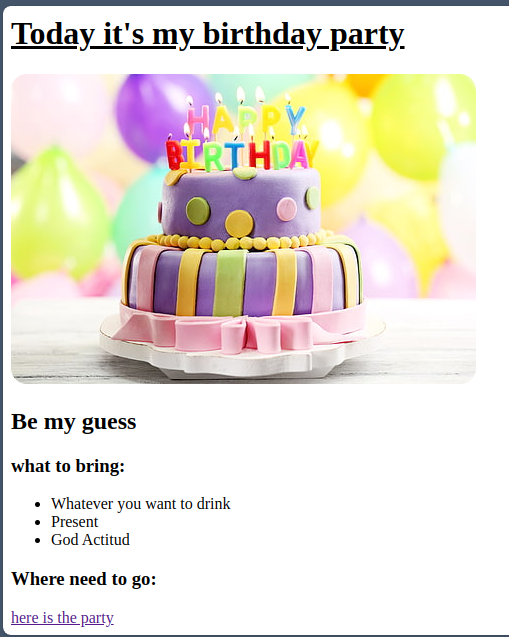 Today it's my birthday party
HAPPY
BIRTHDAY
Be my guess
what to bring:
Whatever you want to drink
Present
God Actitud
Where need to go:
here is the party